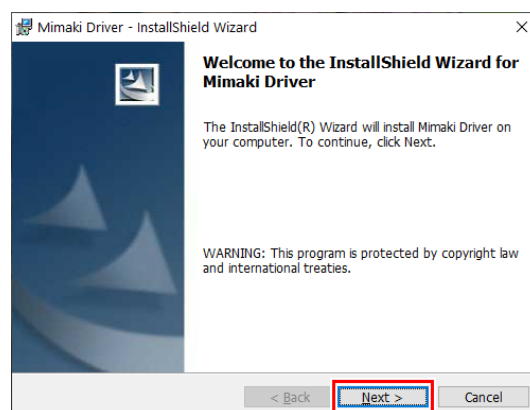 Mimaki Driver - InstallShield Wizard
Welcome to the InstallShield Wizard for
Mimaki Driver
The InstallShield(R) Wizard will install Mimaki Driver on
your computer. To continue, click Next.
WARNING: This program is protected by copyright law
and international treaties.
< Back Next > Cancel